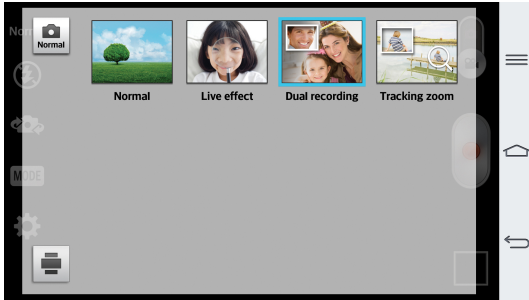 Normal
Normal
Live effect
Dual recording
Tracking zoom
MODE